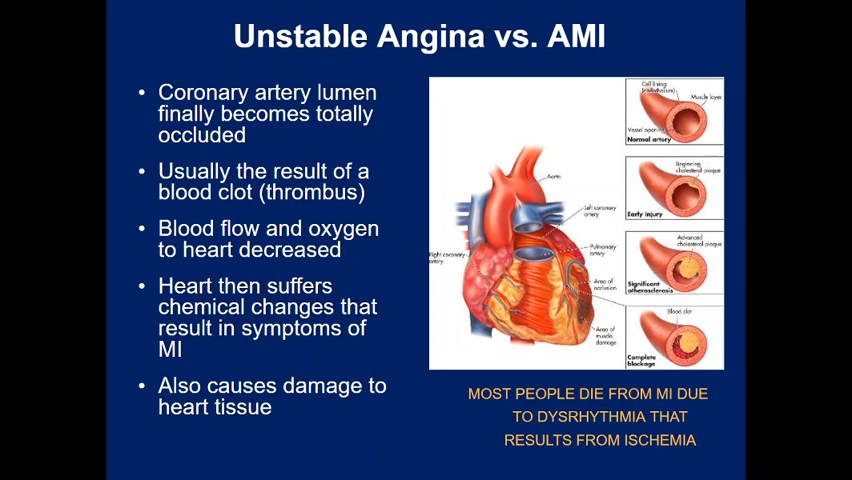 Unstable Angina vs. AMI
• Coronary artery lumen
finally becomes totally
occluded
• Usually the result of a
blood clot (thrombus)
• Blood flow and oxygen
to heart decreased
• Heart then suffers
chemical changes that
result in symptoms of
MI
• Also causes damage to
heart tissue
Aorta
Left coronary
artery
Pulmonary
artery
Right coronary
artery
Area of
occlusion
Area of
muscle
damage
Cell lining
(endothelium)
Muscle layer
Vessel opening
Normal artery
Beginning
cholesterol plaque
Early injury
Advanced
cholesterol plaque
Significant
atherosclerosis
Blood clot
Complete
blockage
MOST PEOPLE DIE FROM MI DUE
TO DYSRHYTHMIA THAT
RESULTS FROM ISCHEMIA